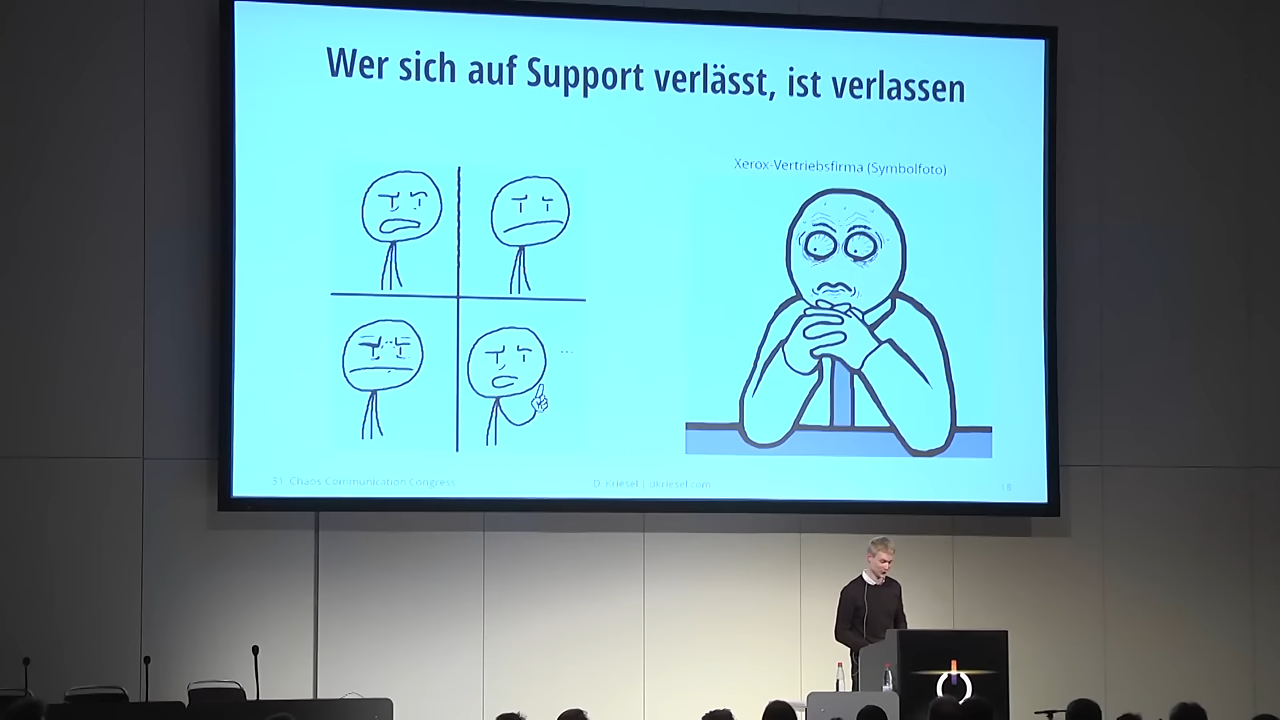 Wer sich auf Support verlässt, ist verlassen
Xerox-Vertriebsfirma (Symbolfoto)
...
31. Chaos Communication Congress
D. Kriesel | dkriesel.com
18